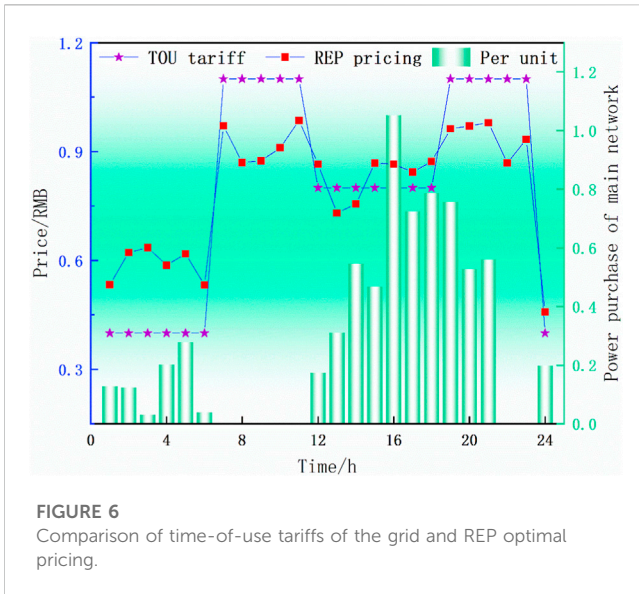 TOU tariff REP pricing Per unit
1.2
0.9
0.6
0.3
Price/RMB
1.2
1.0
0.8
0.6
0.4
0.2
0.0
Power purchase of main network
0 4 8 12 16 20 24
Time/h
FIGURE 6
Comparison of time-of-use tariffs of the grid and REP optimal
pricing.